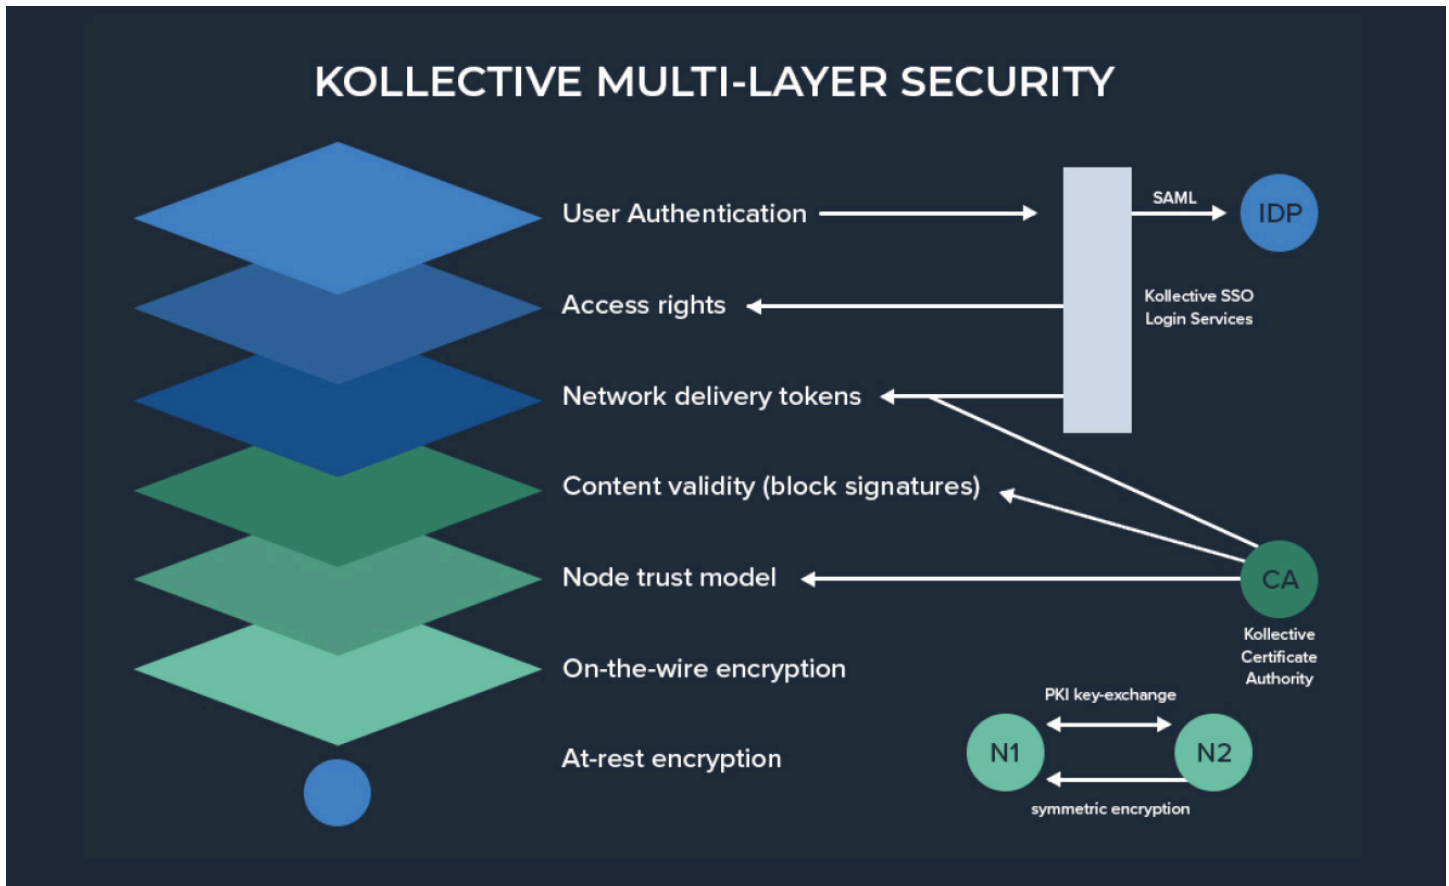 KOLLECTIVE MULTI-LAYER SECURITY
User Authentication
SAML
IDP
Access rights
Kollective SSO
Login Services
Network delivery tokens
Content validity (block signatures)
Node trust model
CA
Kollective
Certificate
Authority
On-the-wire encryption
PKI key-exchange
N1
N2
At-rest encryption
symmetric encryption